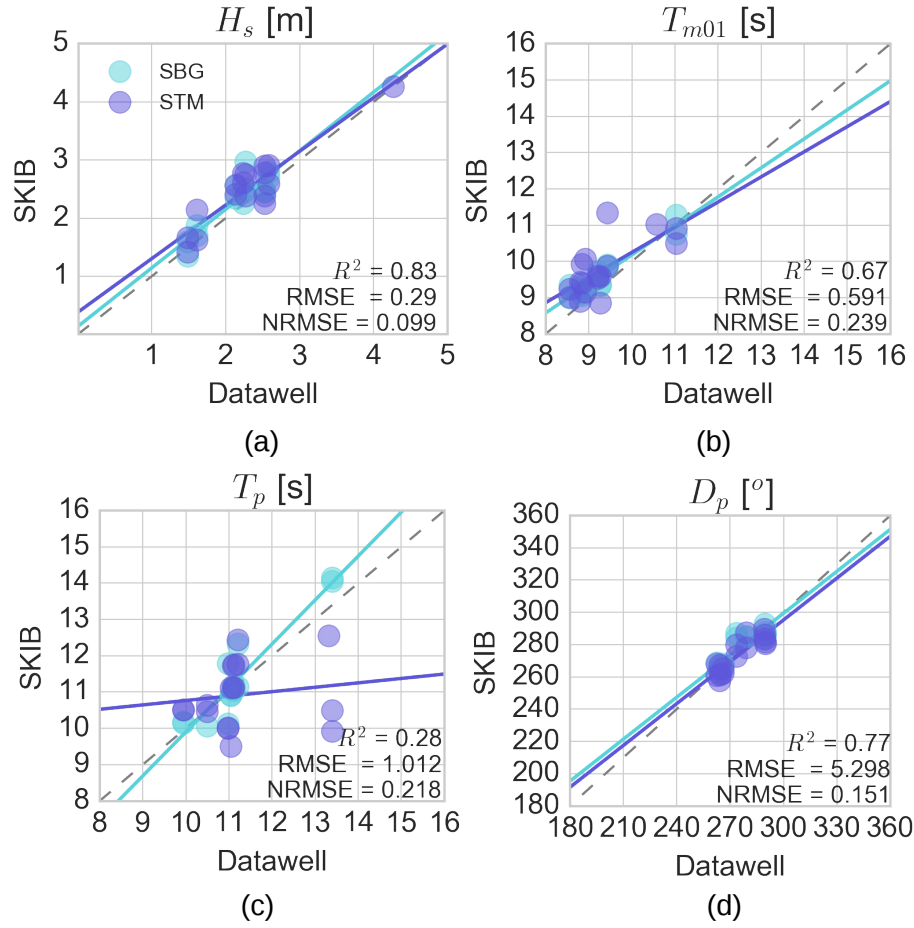 H_s [m]
5
4
3
2
1
SKIB
SBG
STM
R² = 0.83
RMSE = 0.29
NRMSE = 0.099
1 2 3 4 5
Datawell
(a)
T_m01 [s]
16
15
14
13
12
11
10
9
8
SKIB
R² = 0.67
RMSE = 0.591
NRMSE = 0.239
8 9 10 11 12 13 14 15 16
Datawell
(b)
T_p [s]
16
15
14
13
12
11
10
9
8
SKIB
R² = 0.28
RMSE = 1.012
NRMSE = 0.218
8 9 10 11 12 13 14 15 16
Datawell
(c)
D_p [°]
360
340
320
300
280
260
240
220
200
180
SKIB
R² = 0.77
RMSE = 5.298
NRMSE = 0.151
180 210 240 270 300 330 360
Datawell
(d)